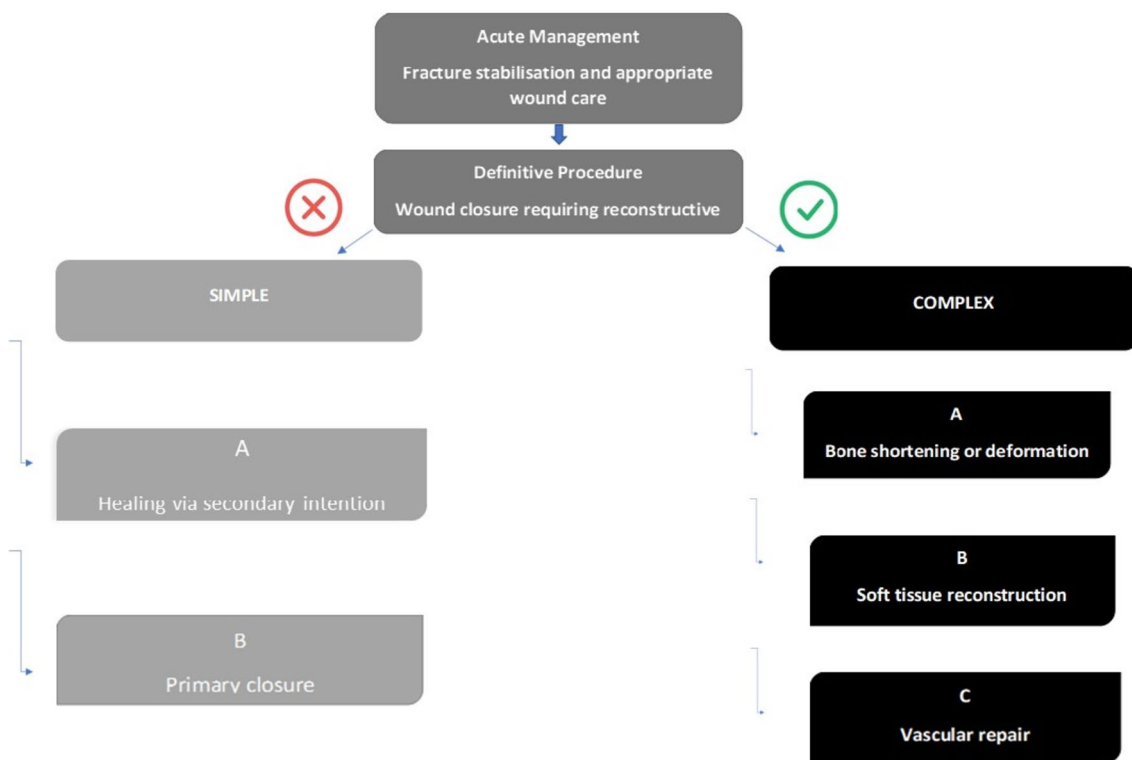 Acute Management
Fracture stabilisation and appropriate
wound care
Definitive Procedure
Wound closure requiring reconstructive
SIMPLE
A
Healing via secondary intention
B
Primary closure
COMPLEX
A
Bone shortening or deformation
B
Soft tissue reconstruction
C
Vascular repair